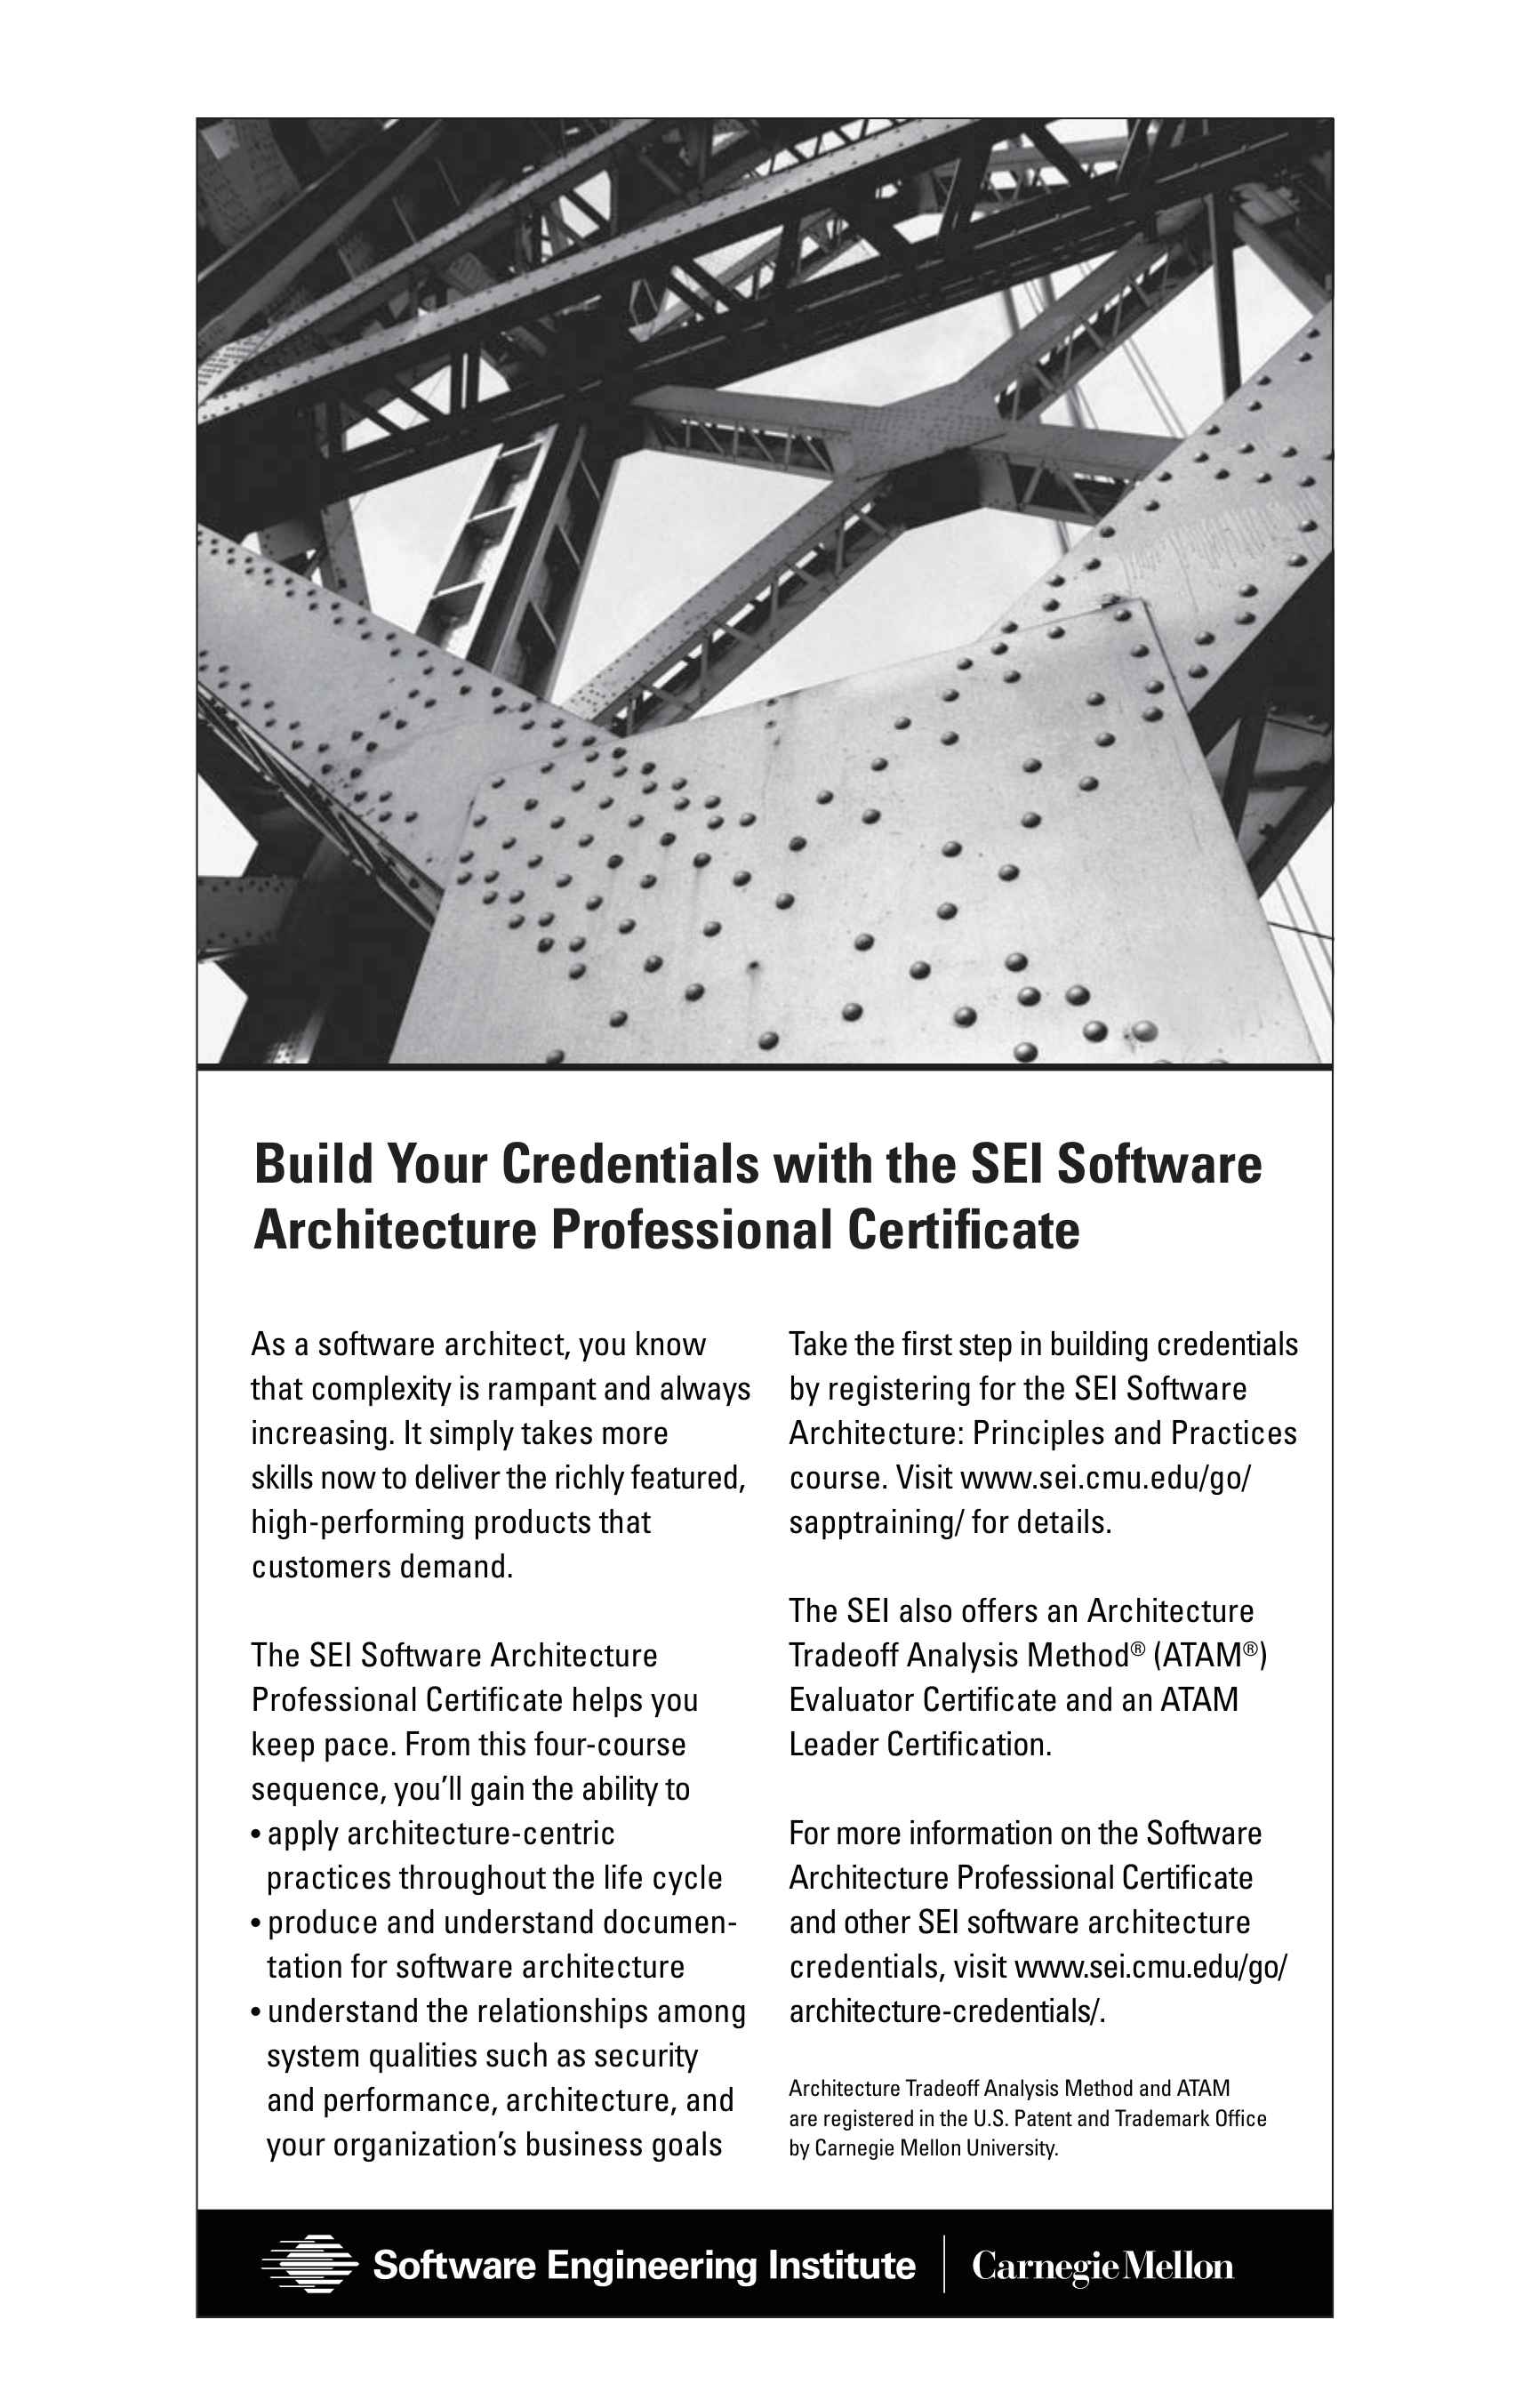 Build Your Credentials with the SEI Software
Architecture Professional Certificate
As a software architect, you know
that complexity is rampant and always
increasing. It simply takes more
skills now to deliver the richly featured,
high-performing products that
customers demand.
The SEI Software Architecture
Professional Certificate helps you
keep pace. From this four-course
sequence, you’ll gain the ability to
• apply architecture-centric
practices throughout the life cycle
• produce and understand documen-
tation for software architecture
• understand the relationships among
system qualities such as security
and performance, architecture, and
your organization’s business goals
Take the first step in building credentials
by registering for the SEI Software
Architecture: Principles and Practices
course. Visit www.sei.cmu.edu/go/
sapptraining/ for details.
The SEI also offers an Architecture
Tradeoff Analysis Method® (ATAM®)
Evaluator Certificate and an ATAM
Leader Certification.
For more information on the Software
Architecture Professional Certificate
and other SEI software architecture
credentials, visit www.sei.cmu.edu/go/
architecture-credentials/.
Architecture Tradeoff Analysis Method and ATAM
are registered in the U.S. Patent and Trademark Office
by Carnegie Mellon University.
Software Engineering Institute | Carnegie Mellon